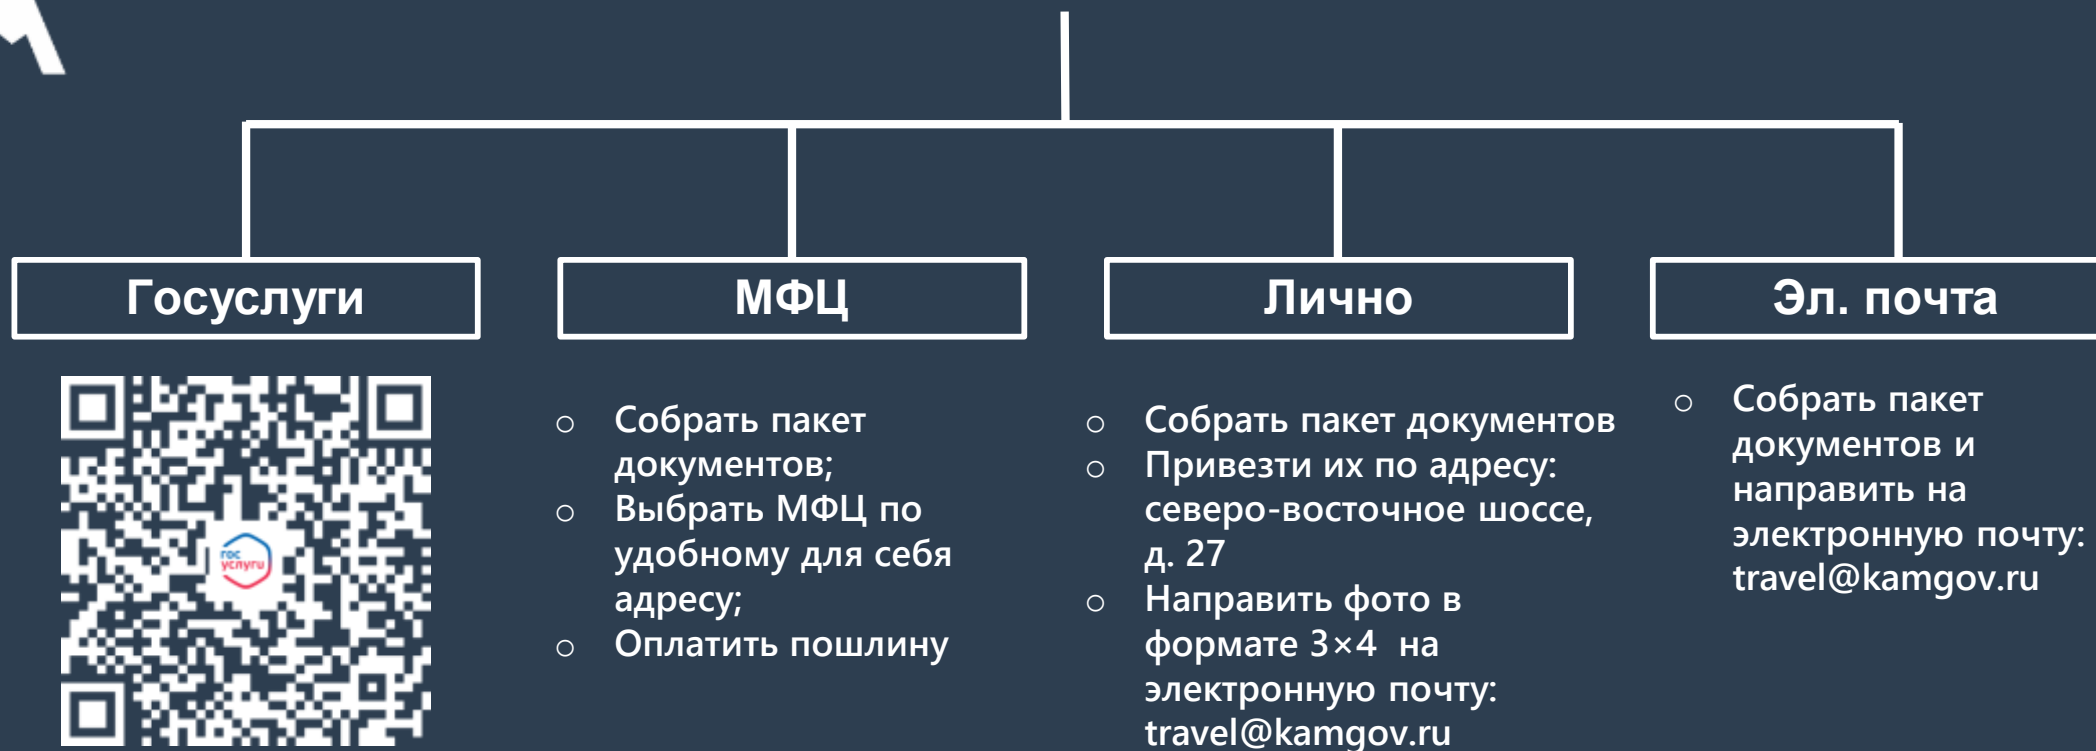 Госуслуги
гос
услуги
МФЦ
o Собрать пакет
документов;
o Выбрать МФЦ по
удобному для себя
адресу;
o Оплатить пошлину
Лично
o Собрать пакет документов
o Привезти их по адресу:
северо-восточное шоссе,
д. 27
o Направить фото в
формате 3×4 на
электронную почту:
travel@kamgov.ru
Эл. почта
o Собрать пакет
документов и
направить на
электронную почту:
travel@kamgov.ru